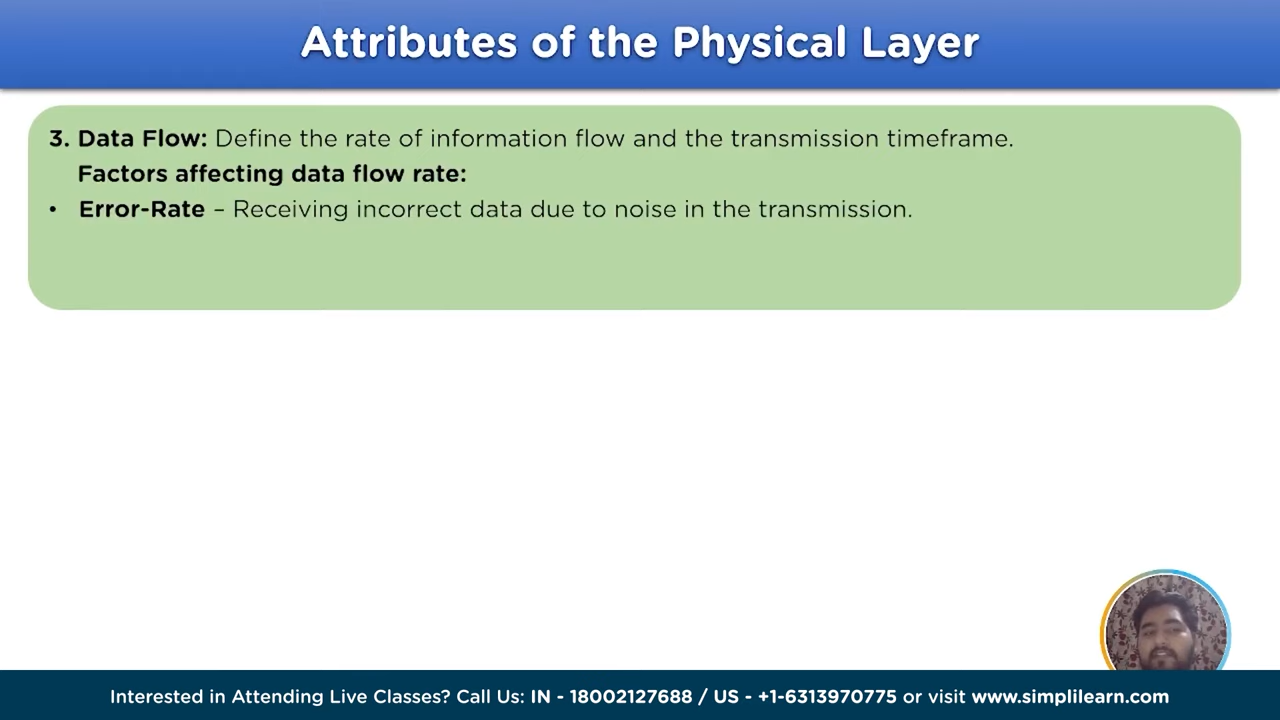 Attributes of the Physical Layer
3. Data Flow: Define the rate of information flow and the transmission timeframe.
Factors affecting data flow rate:
• Error-Rate – Receiving incorrect data due to noise in the transmission.
Interested in Attending Live Classes? Call Us: IN - 18002127688 / US - +1-6313970775 or visit www.simplilearn.com